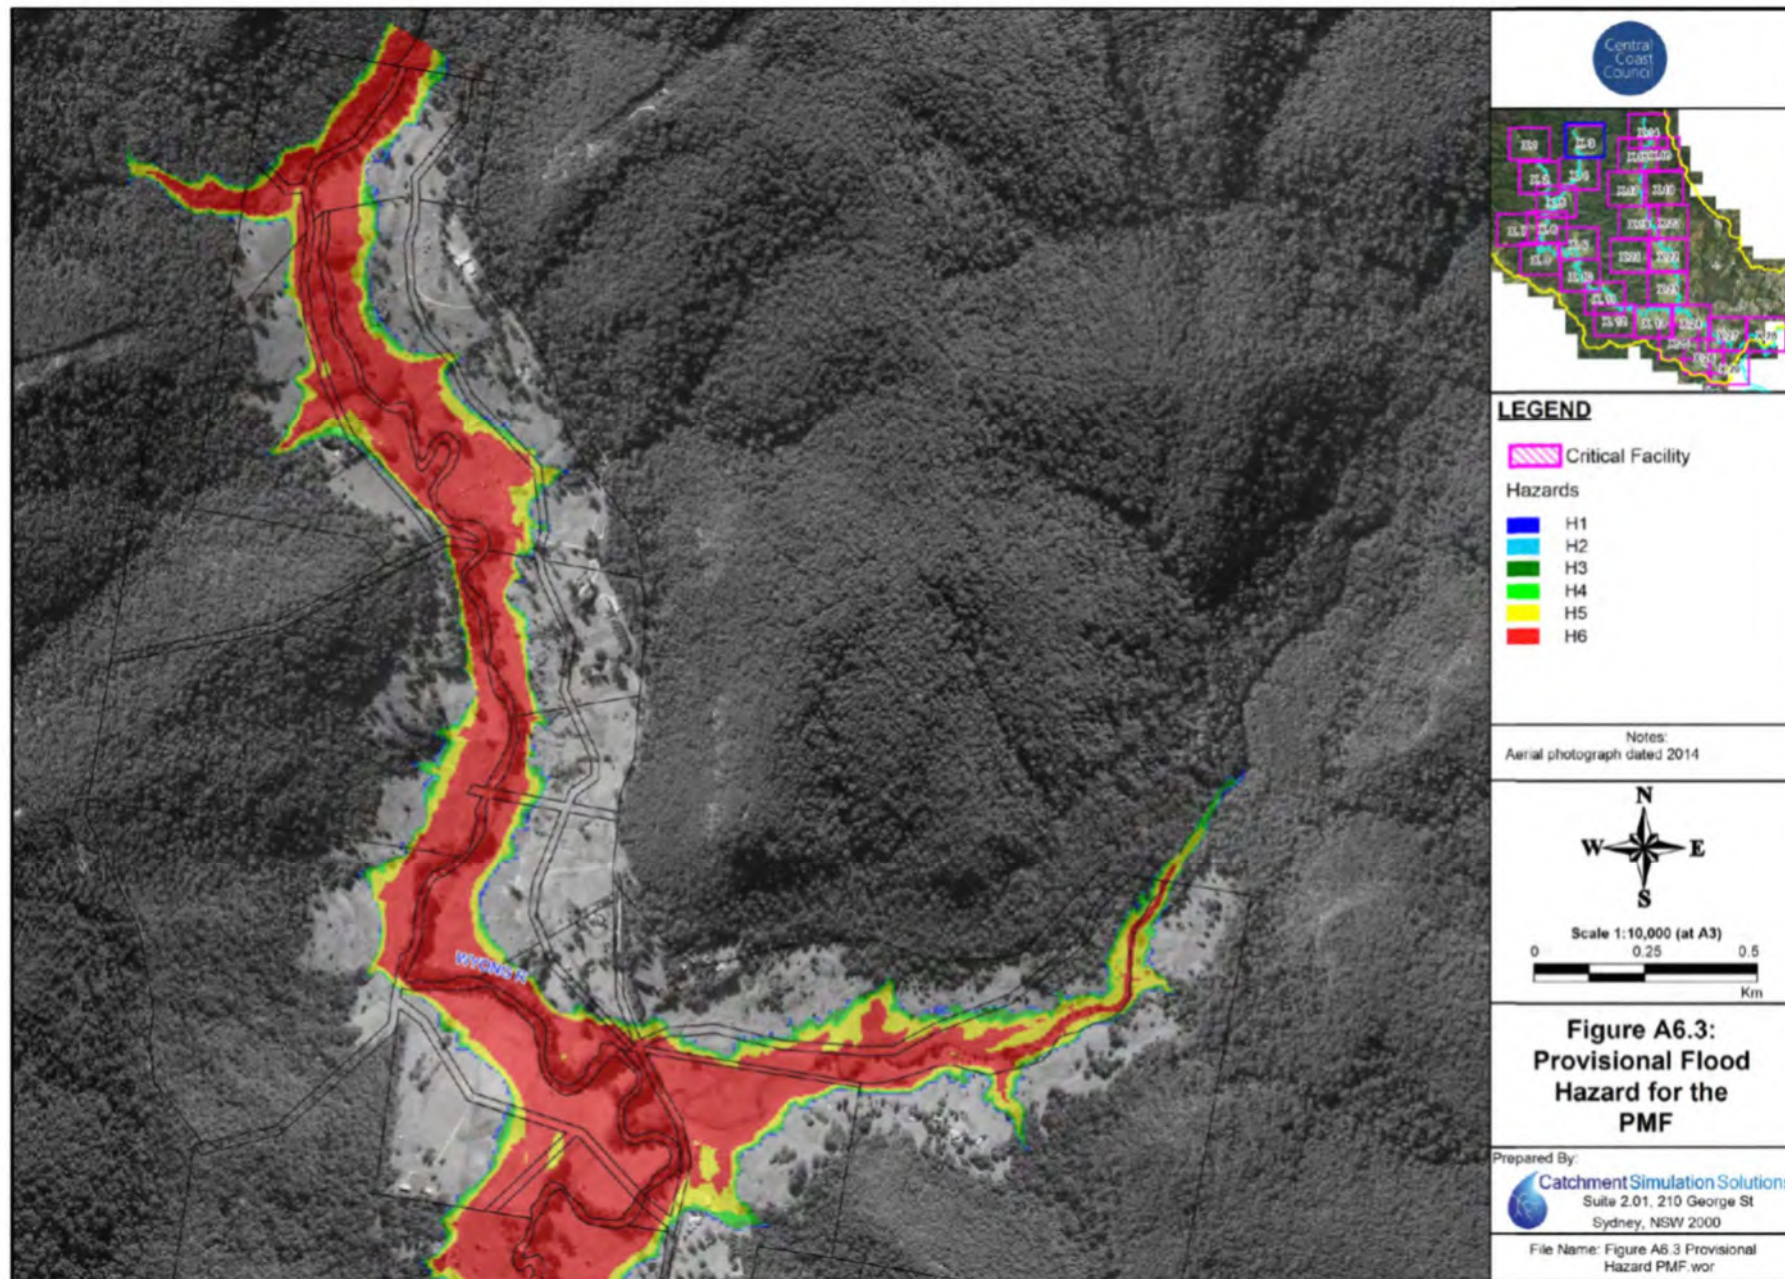 Central
Coast
Council
LEGEND
Critical Facility
Hazards
H1
H2
H3
H4
H5
H6
Notes:
Aerial photograph dated 2014
N
W E
S
Scale 1:10,000 (at A3)
0 0.25 0.5
Km
WYONG R
Figure A6.3:
Provisional Flood
Hazard for the
PMF
Prepared By:
Catchment Simulation Solutions
Suite 2.01, 210 George St
Sydney, NSW 2000
File Name: Figure A6.3 Provisional
Hazard PMF.wor